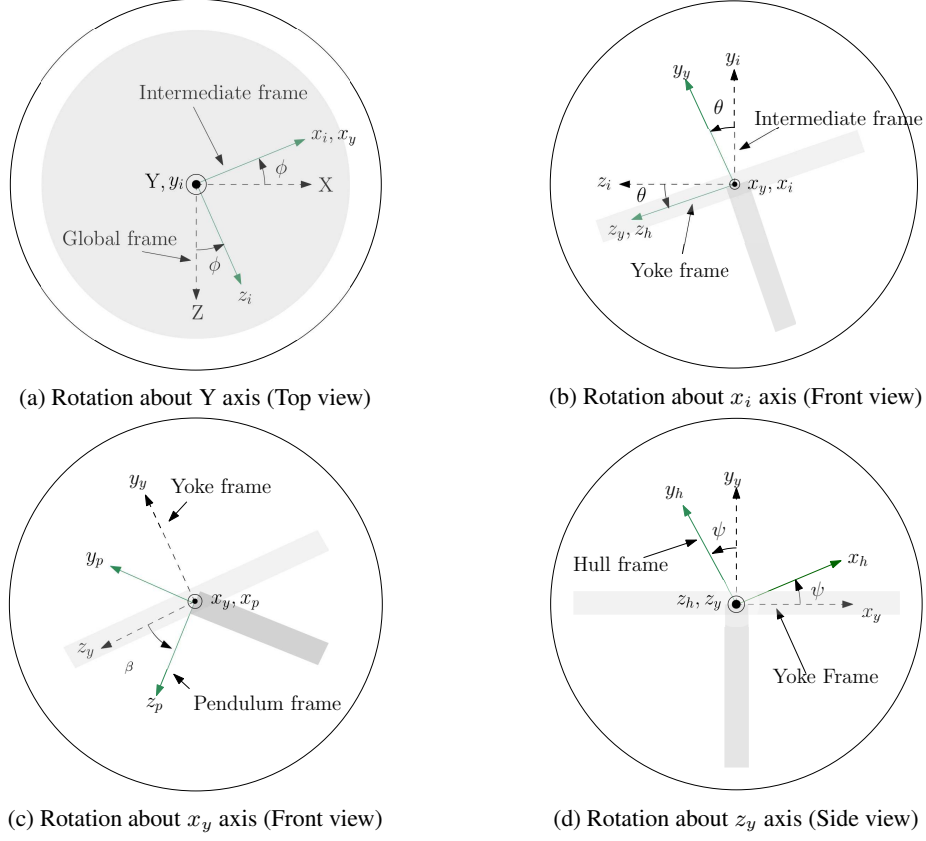 Intermediate frame
x_i, x_y
ϕ
Y, y_i
X
Global frame
ϕ
z_i
Z
(a) Rotation about Y axis (Top view)
y_i
y_y
θ
Intermediate frame
z_i
x_y, x_i
θ
z_y, z_h
Yoke frame
(b) Rotation about x_i axis (Front view)
y_y
Yoke frame
y_p
x_y, x_p
z_y
β
z_p
Pendulum frame
(c) Rotation about x_y axis (Front view)
y_y
y_h
ψ
Hull frame
x_h
z_h, z_y
ψ
x_y
Yoke Frame
(d) Rotation about z_y axis (Side view)